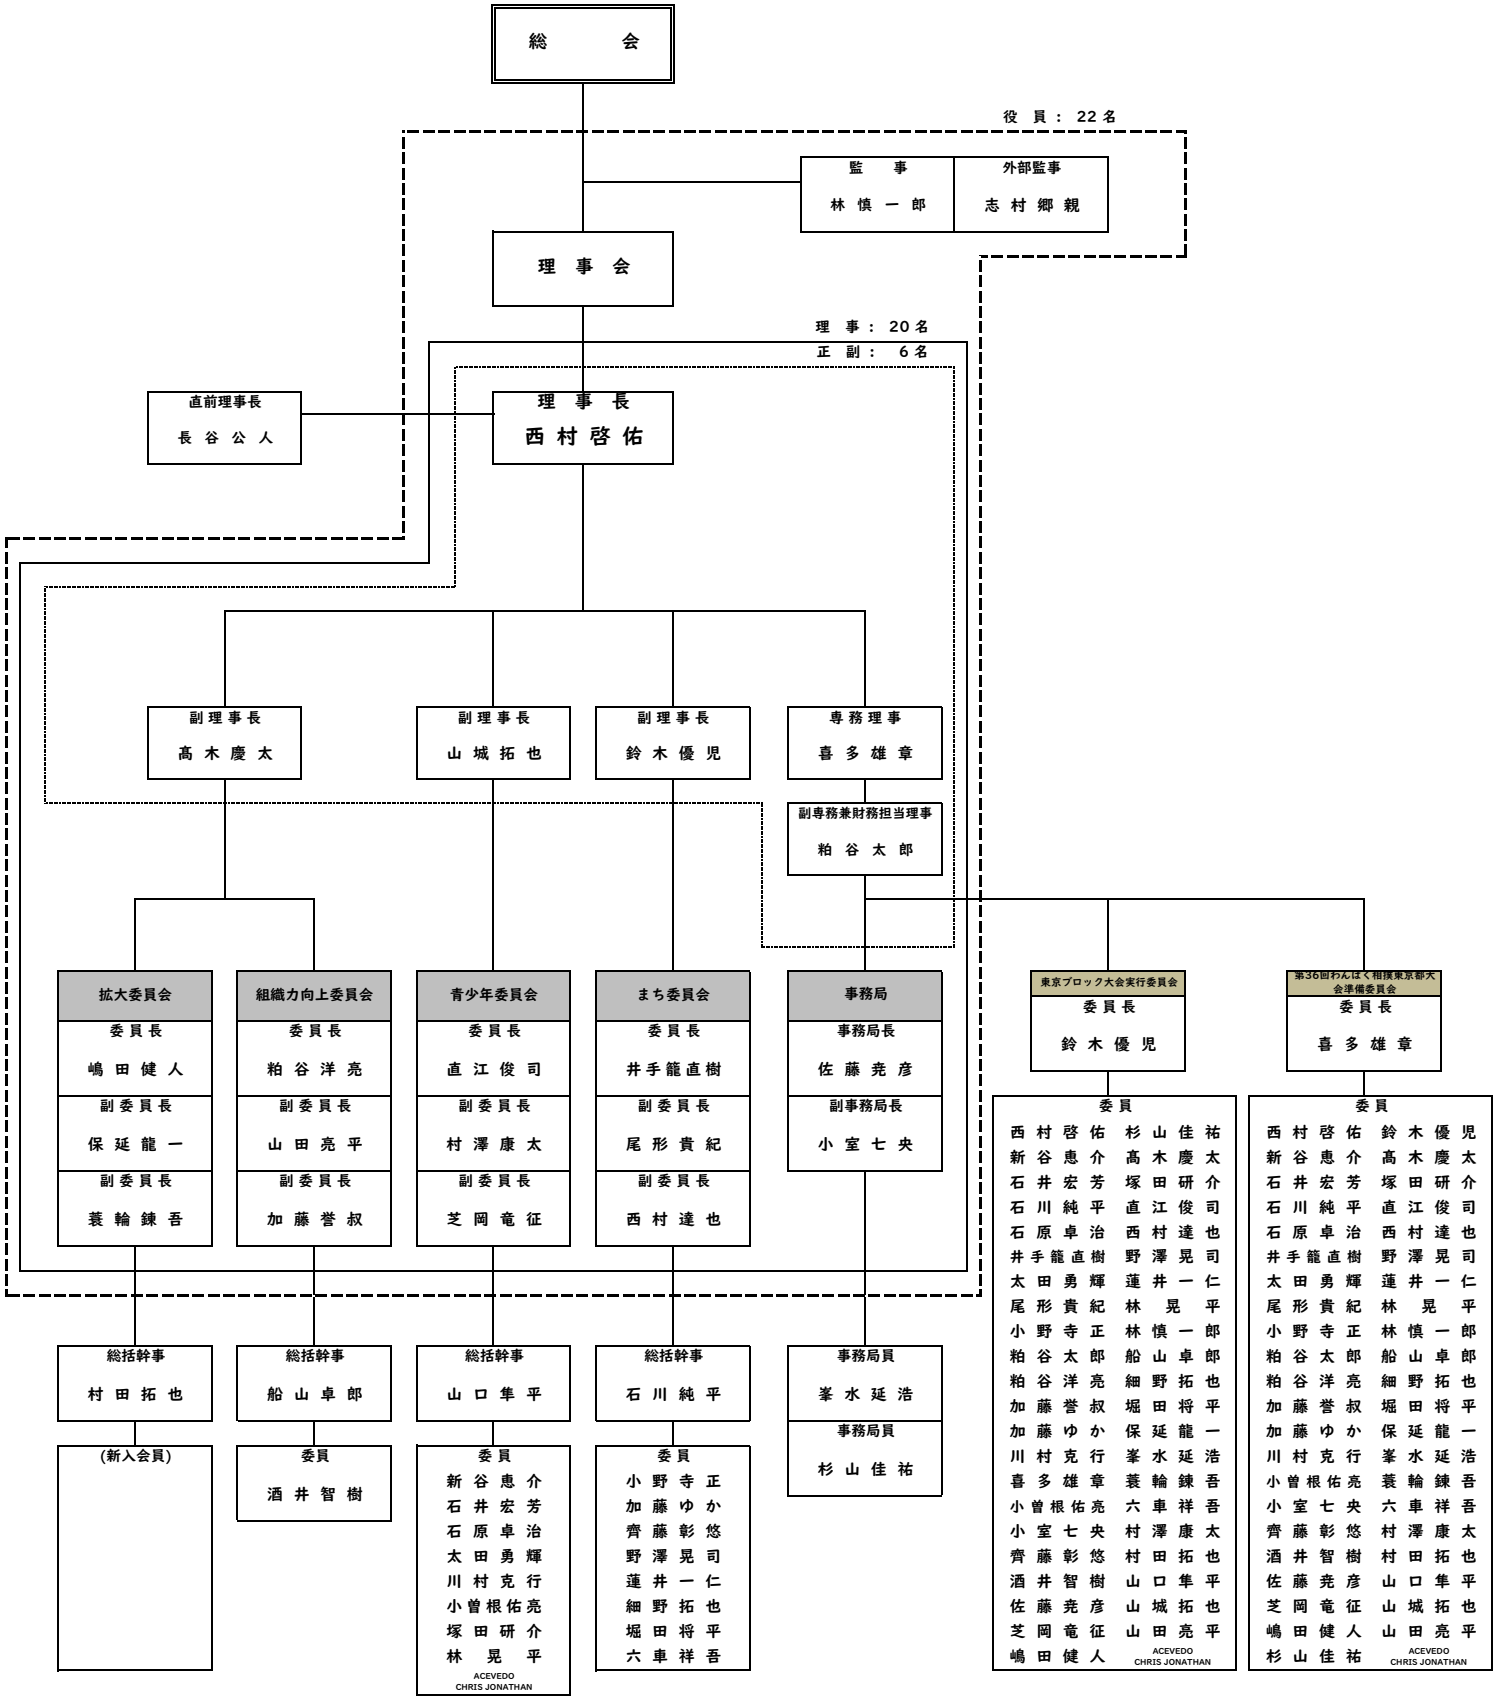 総 会
役 員 : 22 名
監 事
林 慎 一 郎
外部監事
志 村 郷 親
理 事 会
理 事 : 20 名
正 副 : 6 名
直前理事長
長 谷 公 人
理 事 長
西 村 啓 佑
副 理 事 長
髙 木 慶 太
副 理 事 長
山 城 拓 也
副 理 事 長
鈴 木 優 児
専 務 理 事
喜 多 雄 章
副専務兼財務担当理事
粕 谷 太 郎
拡大委員会
委 員 長
嶋 田 健 人
副 委 員 長
保 延 龍 一
副 委 員 長
蓑 輪 錬 吾
組織力向上委員会
委 員 長
粕 谷 洋 亮
副 委 員 長
山 田 亮 平
副 委 員 長
加 藤 誉 叔
青少年委員会
委 員 長
直 江 俊 司
副 委 員 長
村 澤 康 太
副 委 員 長
芝 岡 竜 征
まち委員会
委 員 長
井 手 籠 直 樹
副 委 員 長
尾 形 貴 紀
副 委 員 長
西 村 達 也
事務局
事務局長
佐 藤 尭 彦
副事務局長
小 室 七 央
東京ブロック大会実行委員会
委 員 長
鈴 木 優 児
第36回わんぱく相撲東京都大
会準備委員会
委 員 長
喜 多 雄 章
総括幹事
村 田 拓 也
(新入会員)
総括幹事
船 山 卓 郎
委員
酒 井 智 樹
総括幹事
山 口 隼 平
委 員
新 谷 恵 介
石 井 宏 芳
石 原 卓 治
太 田 勇 輝
川 村 克 行
小 曽 根 佑 亮
塚 田 研 介
林 晃 平
ACEVEDO
CHRIS JONATHAN
総括幹事
石 川 純 平
委 員
小 野 寺 正
加 藤 ゆ か
齊 藤 彰 悠
野 澤 晃 司
蓮 井 一 仁
細 野 拓 也
堀 田 将 平
六 車 祥 吾
事務局員
峯 水 延 浩
事務局員
杉 山 佳 祐
委 員
西 村 啓 佑 杉 山 佳 祐
新 谷 恵 介 髙 木 慶 太
石 井 宏 芳 塚 田 研 介
石 川 純 平 直 江 俊 司
石 原 卓 治 西 村 達 也
井 手 籠 直 樹 野 澤 晃 司
太 田 勇 輝 蓮 井 一 仁
尾 形 貴 紀 林 晃 平
小 野 寺 正 林 慎 一 郎
粕 谷 太 郎 船 山 卓 郎
粕 谷 洋 亮 細 野 拓 也
加 藤 誉 叔 堀 田 将 平
加 藤 ゆ か 保 延 龍 一
川 村 克 行 峯 水 延 浩
喜 多 雄 章 蓑 輪 錬 吾
小 曽 根 佑 亮 六 車 祥 吾
小 室 七 央 村 澤 康 太
齊 藤 彰 悠 村 田 拓 也
酒 井 智 樹 山 口 隼 平
佐 藤 尭 彦 山 城 拓 也
芝 岡 竜 征 山 田 亮 平
嶋 田 健 人 ACEVEDO
CHRIS JONATHAN
委 員
西 村 啓 佑 鈴 木 優 児
新 谷 恵 介 髙 木 慶 太
石 井 宏 芳 塚 田 研 介
石 川 純 平 直 江 俊 司
石 原 卓 治 西 村 達 也
井 手 籠 直 樹 野 澤 晃 司
太 田 勇 輝 蓮 井 一 仁
尾 形 貴 紀 林 晃 平
小 野 寺 正 林 慎 一 郎
粕 谷 太 郎 船 山 卓 郎
粕 谷 洋 亮 細 野 拓 也
加 藤 誉 叔 堀 田 将 平
加 藤 ゆ か 保 延 龍 一
川 村 克 行 峯 水 延 浩
小 曽 根 佑 亮 蓑 輪 錬 吾
小 室 七 央 六 車 祥 吾
齊 藤 彰 悠 村 澤 康 太
酒 井 智 樹 村 田 拓 也
佐 藤 尭 彦 山 口 隼 平
芝 岡 竜 征 山 城 拓 也
嶋 田 健 人 山 田 亮 平
杉 山 佳 祐 ACEVEDO
CHRIS JONATHAN